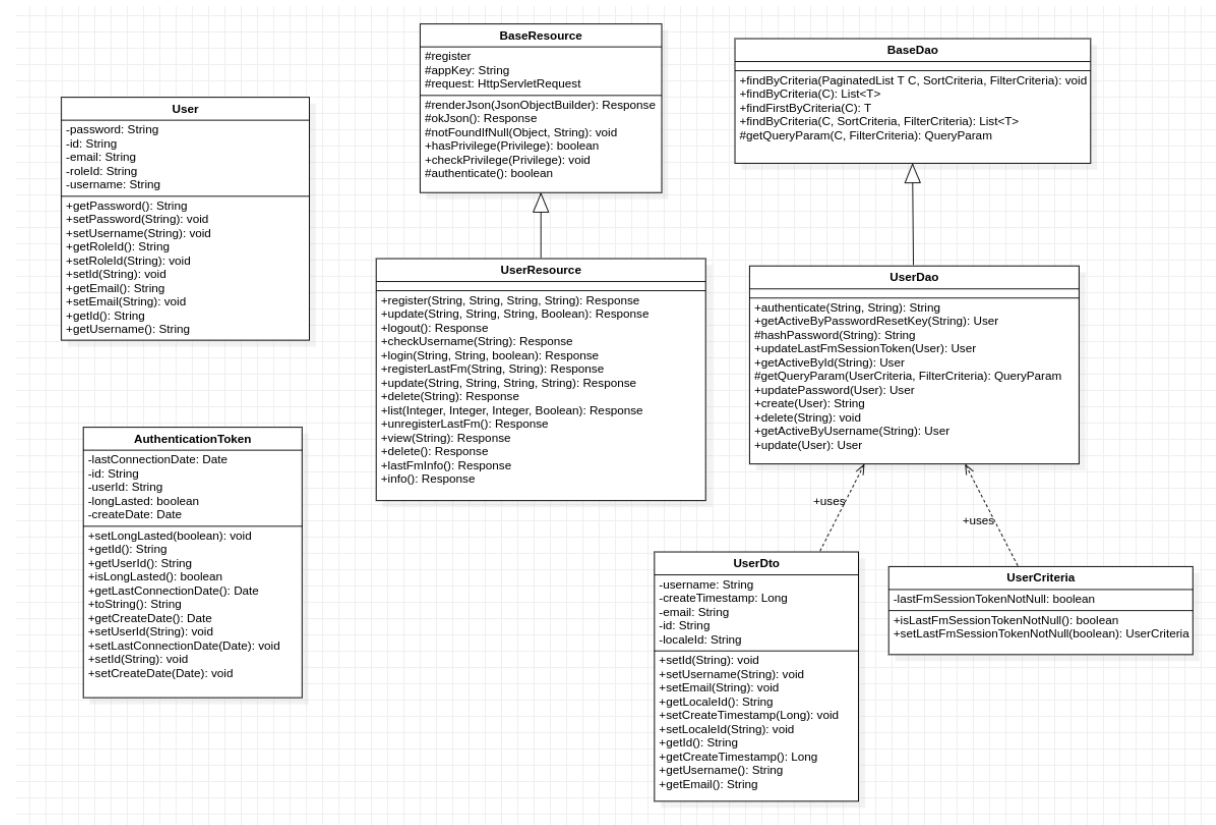 User
-password: String
-id: String
-email: String
-roleId: String
-username: String
+getPassword(): String
+setPassword(String): void
+setUsername(String): void
+getRoleId(): String
+setRoleId(String): void
+setId(String): void
+getEmail(): String
+setEmail(String): void
+getId(): String
+getUsername(): String
AuthenticationToken
-lastConnectionDate: Date
-id: String
-userId: String
-longLasted: boolean
-createDate: Date
+setLongLasted(boolean): void
+getId(): String
+getUserId(): String
+isLongLasted(): boolean
+getLastConnectionDate(): Date
+toString(): String
+getCreateDate(): Date
+setUserId(String): void
+setLastConnectionDate(Date): void
+setId(String): void
+setCreateDate(Date): void
BaseResource
#register
#appKey: String
#request: HttpServletRequest
#renderJson(JsonObjectBuilder): Response
#okJson(): Response
#notFoundIfNull(Object, String): void
+hasPrivilege(Privilege): boolean
+checkPrivilege(Privilege): void
#authenticate(): boolean
UserResource
+register(String, String, String, String): Response
+update(String, String, String, Boolean): Response
+logout(): Response
+checkUsername(String): Response
+login(String, String, boolean): Response
+registerLastFm(String, String): Response
+update(String, String, String, String): Response
+delete(String): Response
+list(Integer, Integer, Integer, Boolean): Response
+unregisterLastFm(): Response
+view(String): Response
+delete(): Response
+lastFmInfo(): Response
+info(): Response
BaseDao
+findByCriteria(PaginatedList T C, SortCriteria, FilterCriteria): void
+findByCriteria(C): List<T>
+findFirstByCriteria(C): T
+findByCriteria(C, SortCriteria, FilterCriteria): List<T>
#getQueryParam(C, FilterCriteria): QueryParam
UserDao
+authenticate(String, String): String
+getActiveByPasswordResetKey(String): User
#hashPassword(String): String
+updateLastFmSessionToken(User): User
+getActiveById(String): User
#getQueryParam(UserCriteria, FilterCriteria): QueryParam
+updatePassword(User): User
+create(User): String
+delete(String): void
+getActiveByUsername(String): User
+update(User): User
+uses
+uses
UserDto
-username: String
-createTimestamp: Long
-email: String
-id: String
-localeId: String
+setId(String): void
+setUsername(String): void
+setEmail(String): void
+getLocaleId(): String
+setCreateTimestamp(Long): void
+setLocaleId(String): void
+getId(): String
+getCreateTimestamp(): Long
+getUsername(): String
+getEmail(): String
UserCriteria
-lastFmSessionTokenNotNull: boolean
+isLastFmSessionTokenNotNull(): boolean
+setLastFmSessionTokenNotNull(boolean): UserCriteria